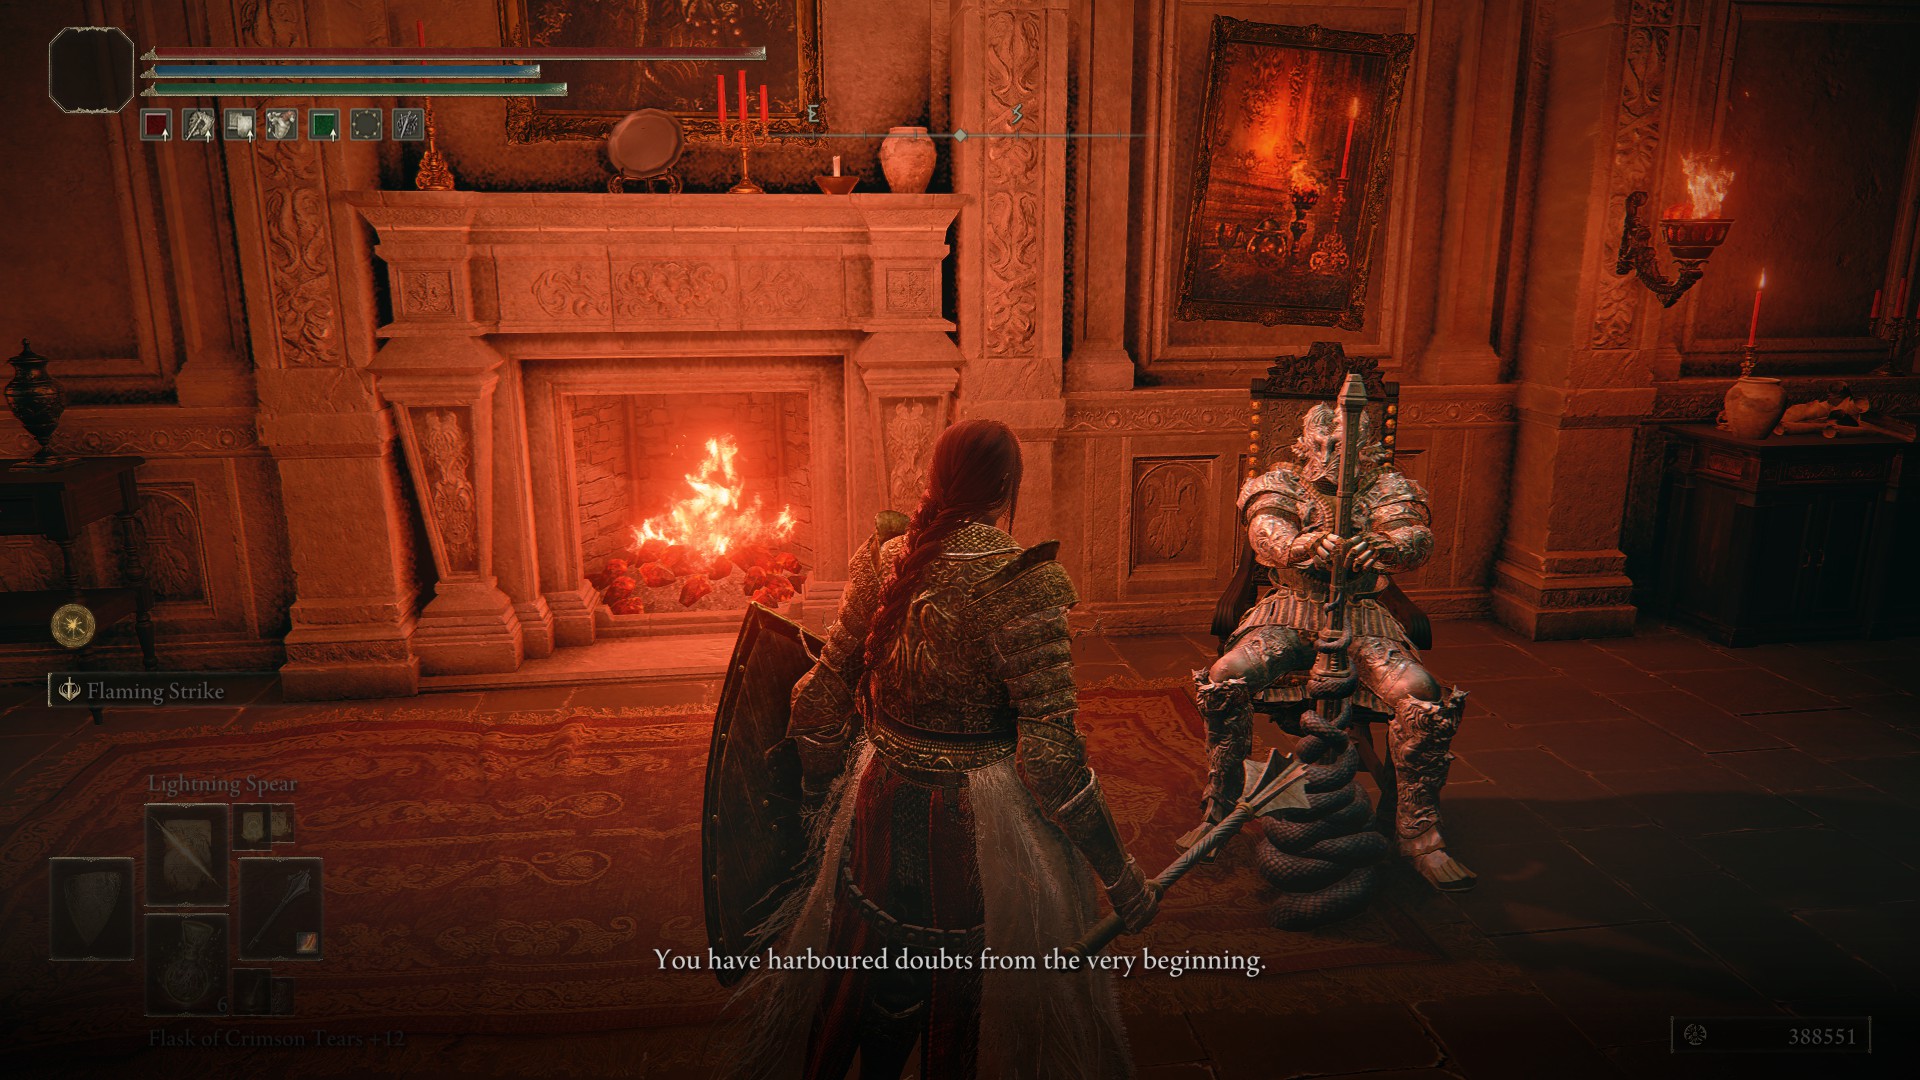 E
S
Flaming Strike
Lightning Spear
6
Flask of Crimson Tears +12
You have harboured doubts from the very beginning.
388551